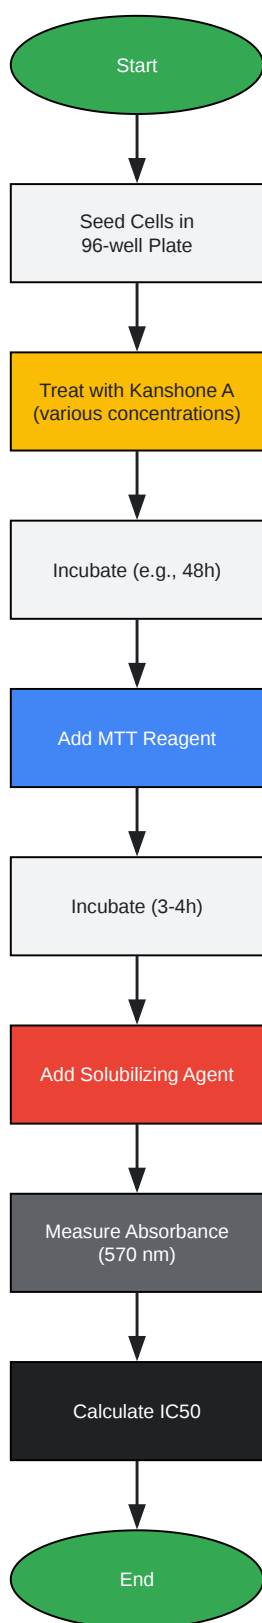 Start
Seed Cells in
96-well Plate
Treat with Kanshone A
(various concentrations)
Incubate (e.g., 48h)
Add MTT Reagent
Incubate (3-4h)
Add Solubilizing Agent
Measure Absorbance
(570 nm)
Calculate IC50
End